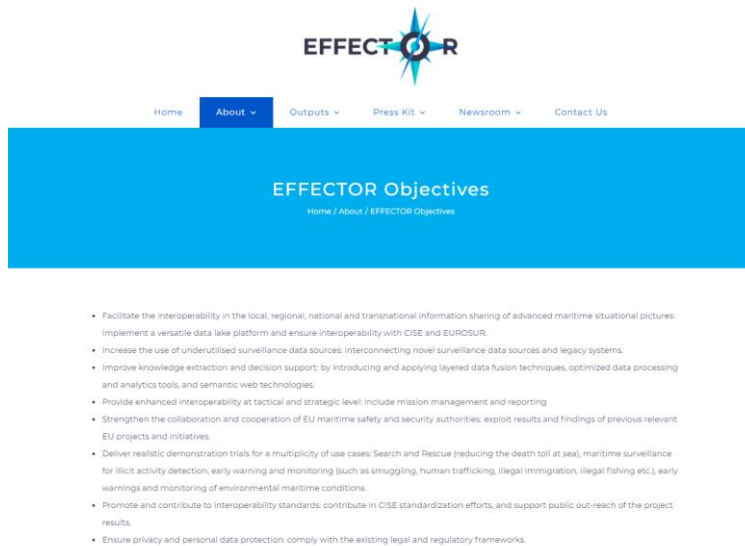 EFFECTOR
Home About Outputs Press Kit Newsroom Contact Us
EFFECTOR Objectives
Home / About / EFFECTOR Objectives
• Facilitate the interoperability in the local, regional, national and transnational information sharing of advanced maritime situational pictures:
implement a versatile data lake platform and ensure interoperability with CISE and EUROSUR.
• Increase the use of underutilised surveillance data sources: interconnecting novel surveillance data sources and legacy systems.
• Improve knowledge extraction and decision support: by introducing and applying layered data fusion techniques, optimized data processing
and analytics tools, and semantic web technologies.
• Provide enhanced interoperability at tactical and strategic level: include mission management and reporting
• Strengthen the collaboration and cooperation of EU maritime safety and security authorities: exploit results and findings of previous relevant
EU projects and initiatives.
• Deliver realistic demonstration trials for a multiplicity of use cases: Search and Rescue (reducing the death toll at sea), maritime surveillance
for illicit activity detection, early warning and monitoring (such as smuggling, human trafficking, illegal immigration, illegal fishing etc.), early
warnings and monitoring of environmental maritime conditions.
• Promote and contribute to interoperability standards: contribute in CISE standardization efforts, and support public out-reach of the project
results.
• Ensure privacy and personal data protection: comply with the existing legal and regulatory frameworks.